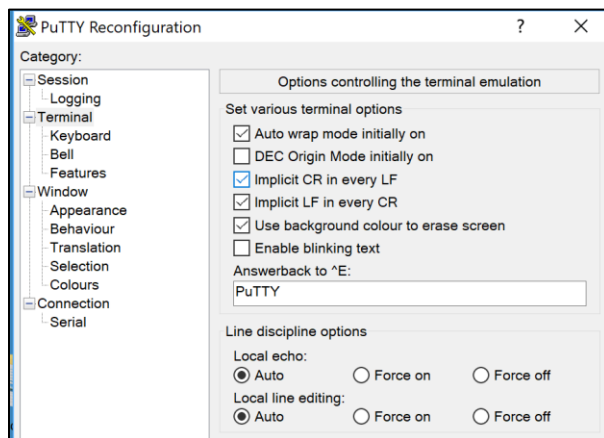 PuTTY Reconfiguration ? ×
Category:
Session
Logging
Terminal
Keyboard
Bell
Features
Window
Appearance
Behaviour
Translation
Selection
Colours
Connection
Serial
Options controlling the terminal emulation
Set various terminal options
Auto wrap mode initially on
DEC Origin Mode initially on
Implicit CR in every LF
Implicit LF in every CR
Use background colour to erase screen
Enable blinking text
Answerback to ^E:
PuTTY
Line discipline options
Local echo:
Auto Force on Force off
Local line editing:
Auto Force on Force off